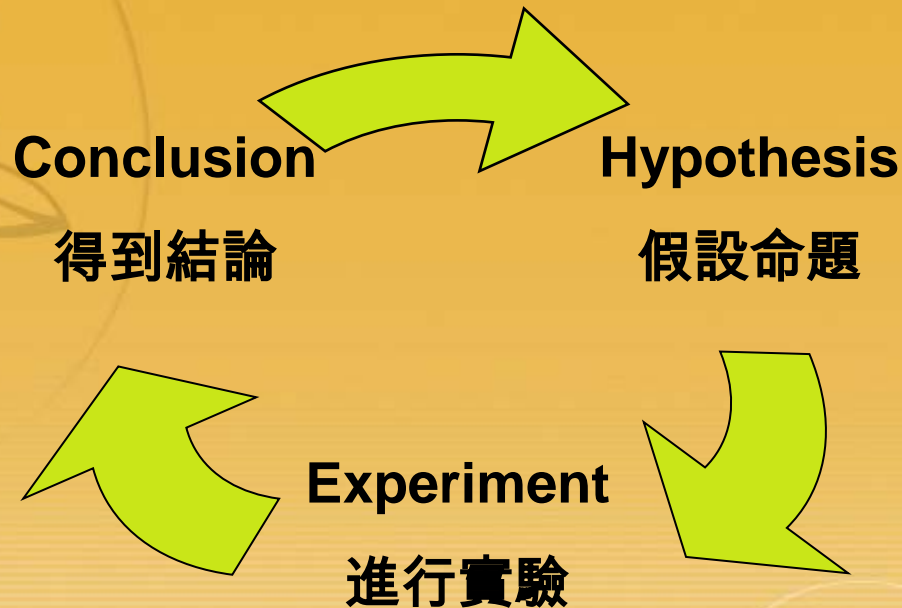 Conclusion
得到結論
Hypothesis
假設命題
Experiment
進行實驗